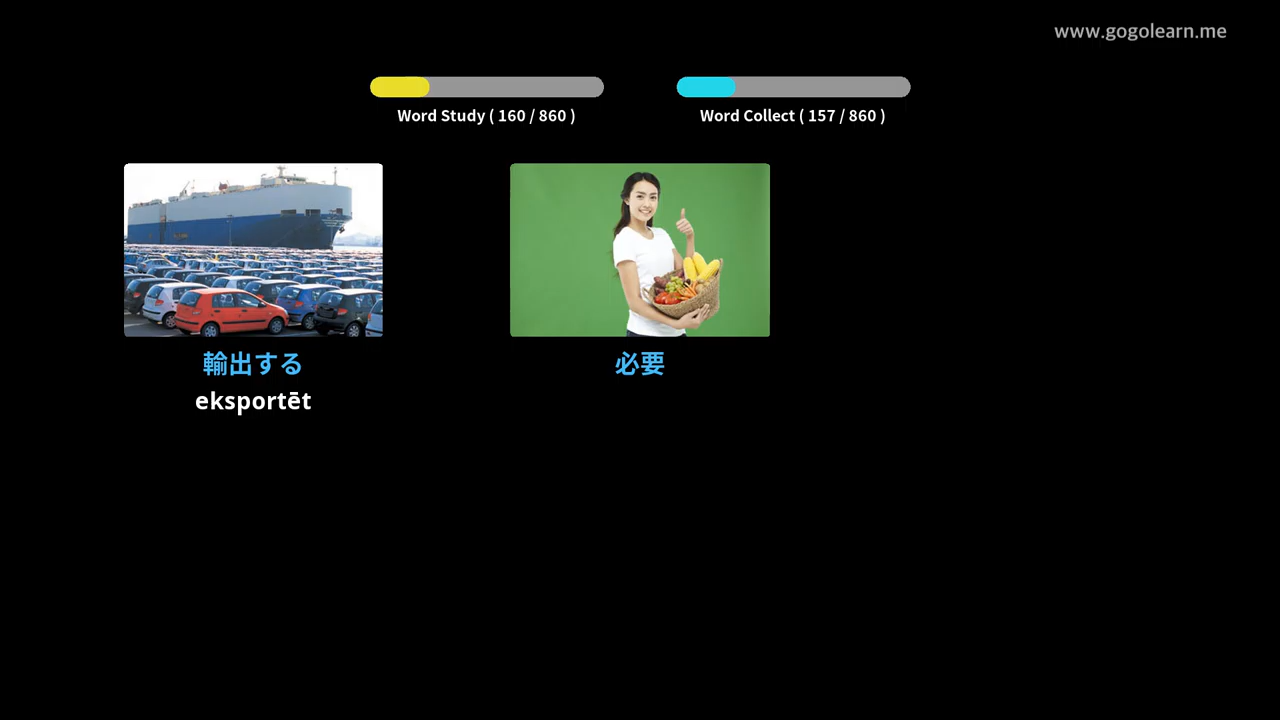 www.gogolearn.me
Word Study ( 160 / 860 )
Word Collect ( 157 / 860 )
輸出する
eksportēt
必要